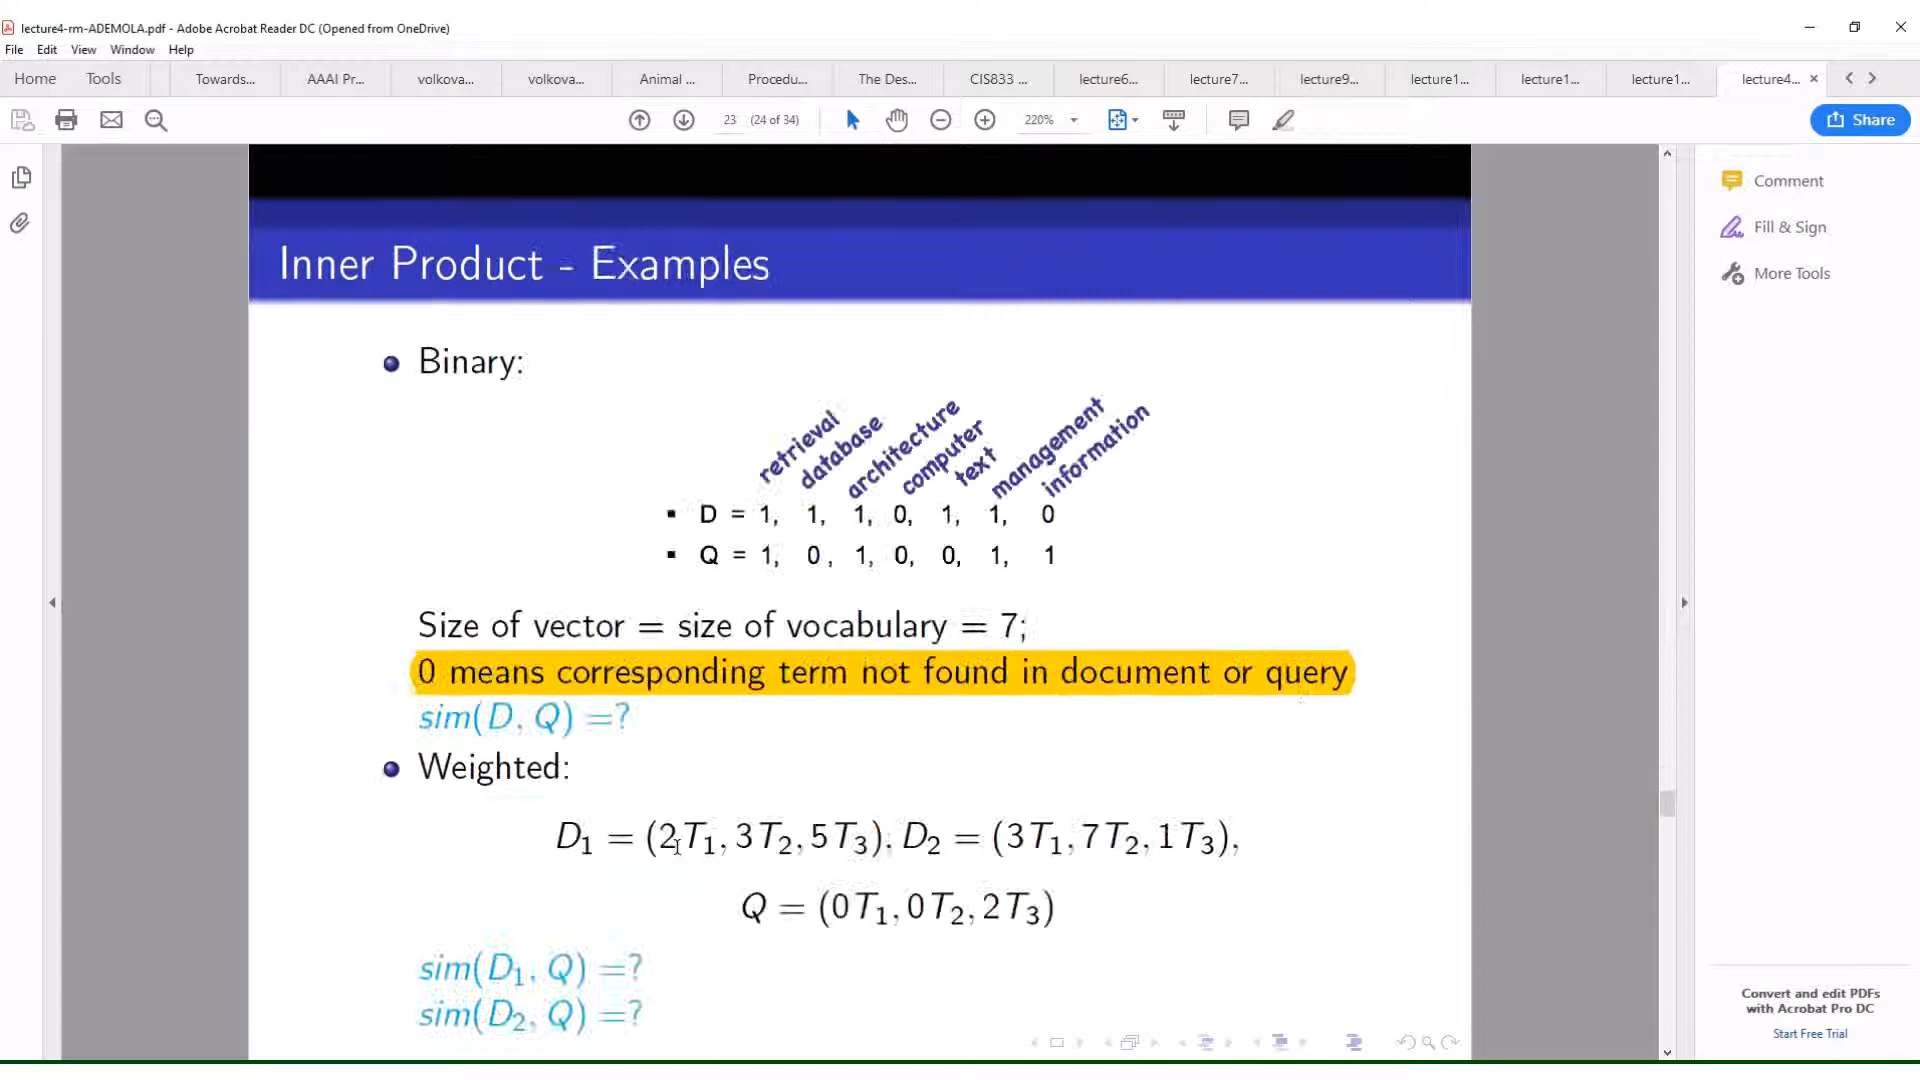 lecture4-rm-ADEMOLA.pdf - Adobe Acrobat Reader DC (Opened from OneDrive)
File Edit View Window Help
Home Tools Towards... AAAI Pr... volkova... volkova... Animal ... Procedu... The Des... CIS833 ... lecture6... lecture7... lecture9... lecture1... lecture1... lecture1... lecture4... ×
23 (24 of 34) 220% Share
Comment
Fill & Sign
More Tools
Inner Product - Examples
Binary:
retrieval database architecture computer text management information
D = 1, 1, 1, 0, 1, 1, 0
Q = 1, 0, 1, 0, 0, 1, 1
Size of vector = size of vocabulary = 7;
0 means corresponding term not found in document or query
sim(D, Q) =?
Weighted:
D₁ = (2T₁, 3T₂, 5T₃), D₂ = (3T₁, 7T₂, 1T₃),
Q = (0T₁, 0T₂, 2T₃)
sim(D₁, Q) =?
sim(D₂, Q) =?
Convert and edit PDFs
with Acrobat Pro DC
Start Free Trial